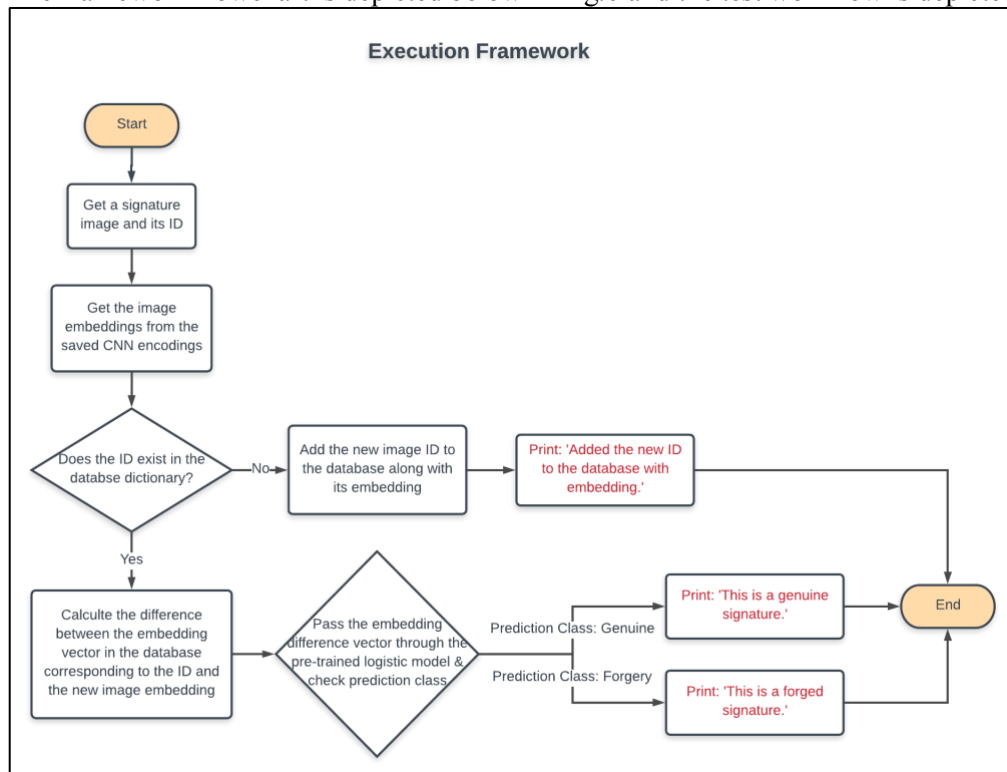 Execution Framework
Start
Get a signature
image and its ID
Get the image
embeddings from the
saved CNN encodings
Does the ID exist in the
databse dictionary?
No
Add the new image ID to
the database along with
its embedding
Print: 'Added the new ID
to the database with
embedding.'
Yes
Calculte the difference
between the embedding
vector in the database
corresponding to the ID and
the new image embedding
Pass the embedding
difference vector through the
pre-trained logistic model &
check prediction class
Prediction Class: Genuine
Print: 'This is a genuine
signature.'
Prediction Class: Forgery
Print: 'This is a forged
signature.'
End